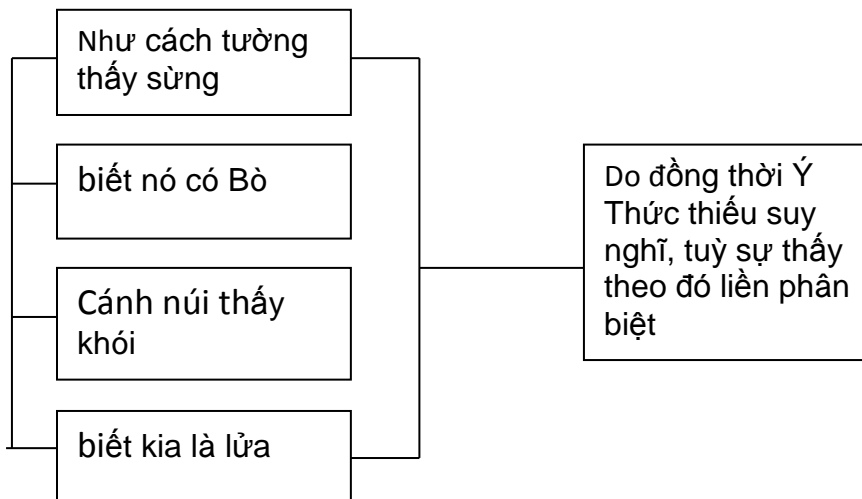 Như cách tường
thấy sừng
biết nó có Bò
Cánh núi thấy
khói
biết kia là lửa
Do đồng thời Ý
Thức thiếu suy
nghĩ, tuỳ sự thấy
theo đó liền phân
biệt